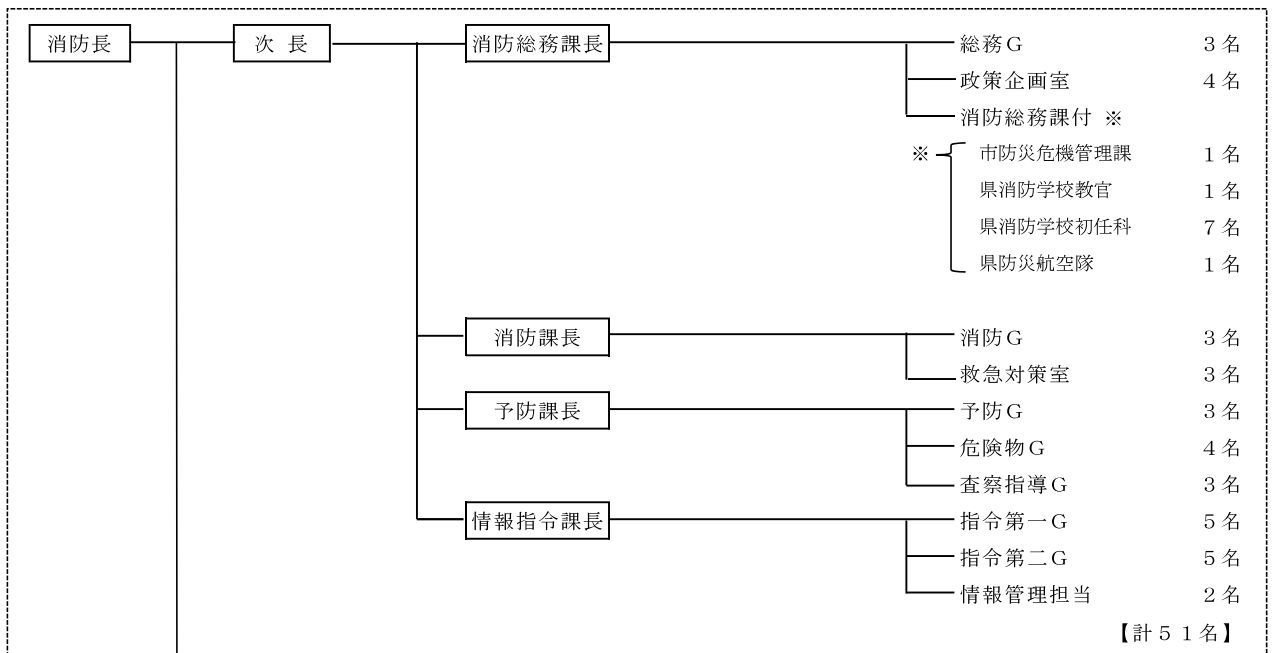 消防長 次 長 消防総務課長 総務G 3名
政策企画室 4名
消防総務課付 ※
※ 市防災危機管理課 1名
県消防学校教官 1名
県消防学校初任科 7名
県防災航空隊 1名
消防課長 消防G 3名
救急対策室 3名
予防課長 予防G 3名
危険物G 4名
査察指導G 3名
情報指令課長 指令第一G 5名
指令第二G 5名
情報管理担当 2名
【計51名】